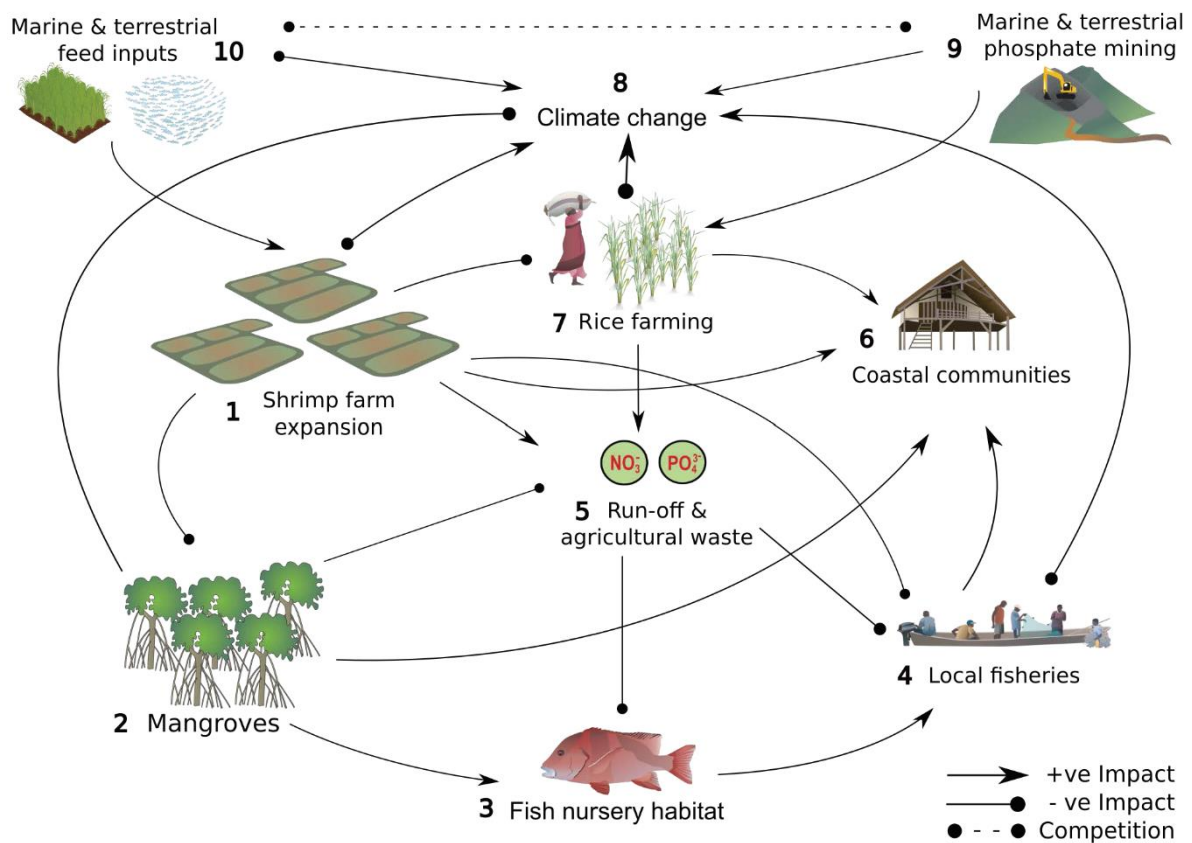 Marine & terrestrial
feed inputs
10
Marine & terrestrial
9 phosphate mining
8
Climate change
7 Rice farming
6
Coastal communities
1 Shrimp farm
expansion
NO₃⁻ PO₄³⁻
5 Run-off &
agricultural waste
4 Local fisheries
2 Mangroves
3 Fish nursery habitat
+ve Impact
- ve Impact
Competition